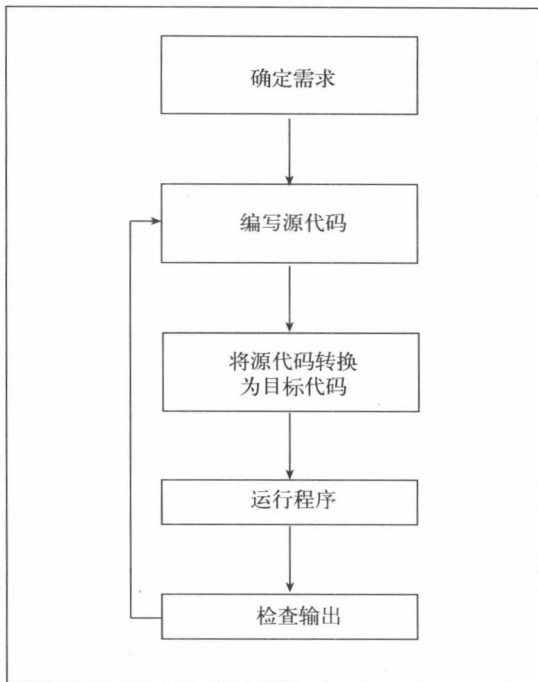 确定需求
编写源代码
将源代码转换
为目标代码
运行程序
检查输出